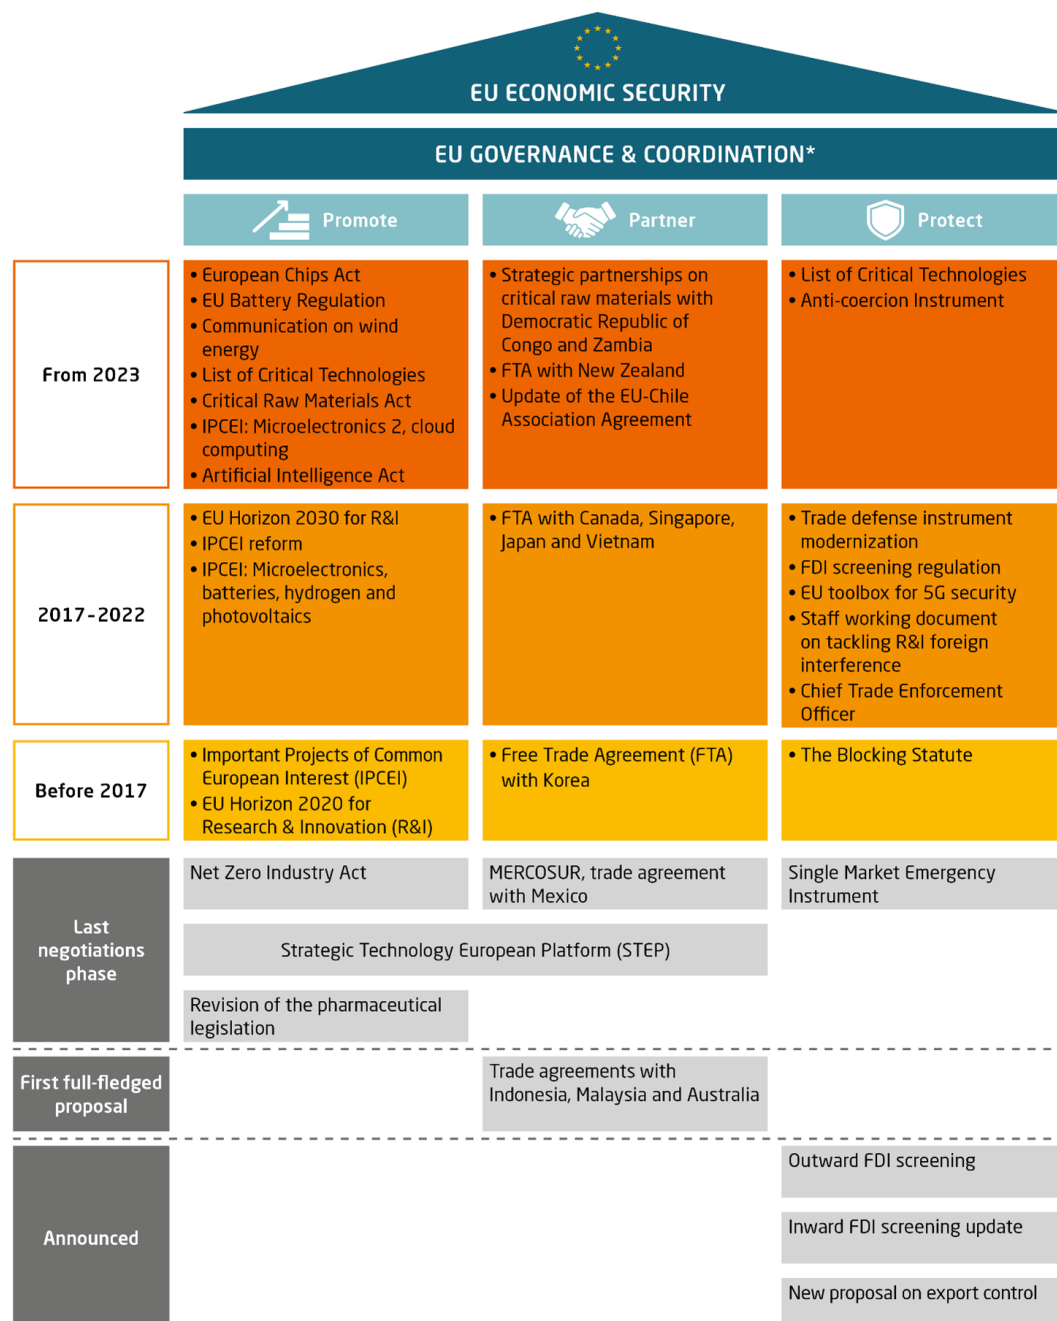 EU ECONOMIC SECURITY
EU GOVERNANCE & COORDINATION*
Promote
Partner
Protect
From 2023
• European Chips Act
• EU Battery Regulation
• Communication on wind
energy
• List of Critical Technologies
• Critical Raw Materials Act
• IPCEI: Microelectronics 2, cloud
computing
• Artificial Intelligence Act
• Strategic partnerships on
critical raw materials with
Democratic Republic of
Congo and Zambia
• FTA with New Zealand
• Update of the EU-Chile
Association Agreement
• List of Critical Technologies
• Anti-coercion Instrument
2017–2022
• EU Horizon 2030 for R&I
• IPCEI reform
• IPCEI: Microelectronics,
batteries, hydrogen and
photovoltaics
• FTA with Canada, Singapore,
Japan and Vietnam
• Trade defense instrument
modernization
• FDI screening regulation
• EU toolbox for 5G security
• Staff working document
on tackling R&I foreign
interference
• Chief Trade Enforcement
Officer
Before 2017
• Important Projects of Common
European Interest (IPCEI)
• EU Horizon 2020 for
Research & Innovation (R&I)
• Free Trade Agreement (FTA)
with Korea
• The Blocking Statute
Last
negotiations
phase
Net Zero Industry Act
MERCOSUR, trade agreement
with Mexico
Single Market Emergency
Instrument
Strategic Technology European Platform (STEP)
Revision of the pharmaceutical
legislation
First full-fledged
proposal
Trade agreements with
Indonesia, Malaysia and Australia
Announced
Outward FDI screening
Inward FDI screening update
New proposal on export control